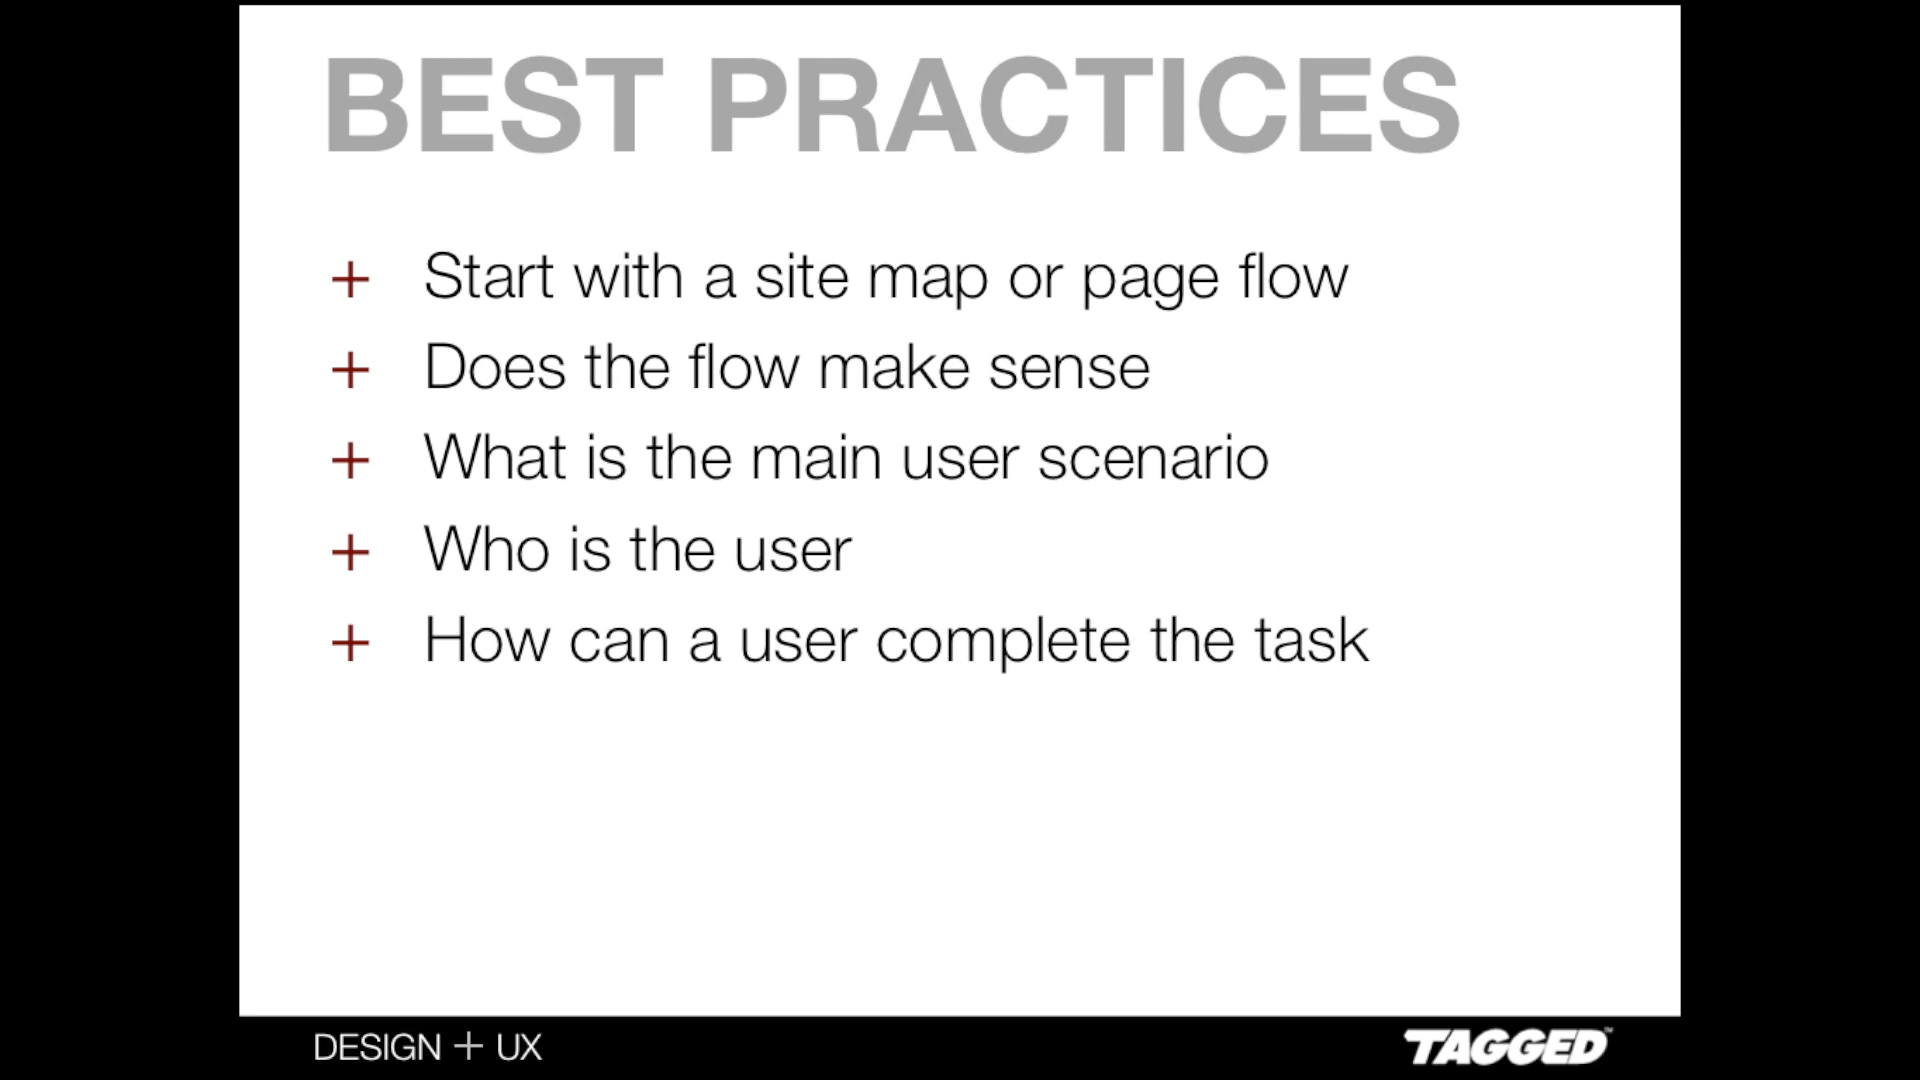 BEST PRACTICES
+ Start with a site map or page flow
+ Does the flow make sense
+ What is the main user scenario
+ Who is the user
+ How can a user complete the task
DESIGN + UX
TAGGED™